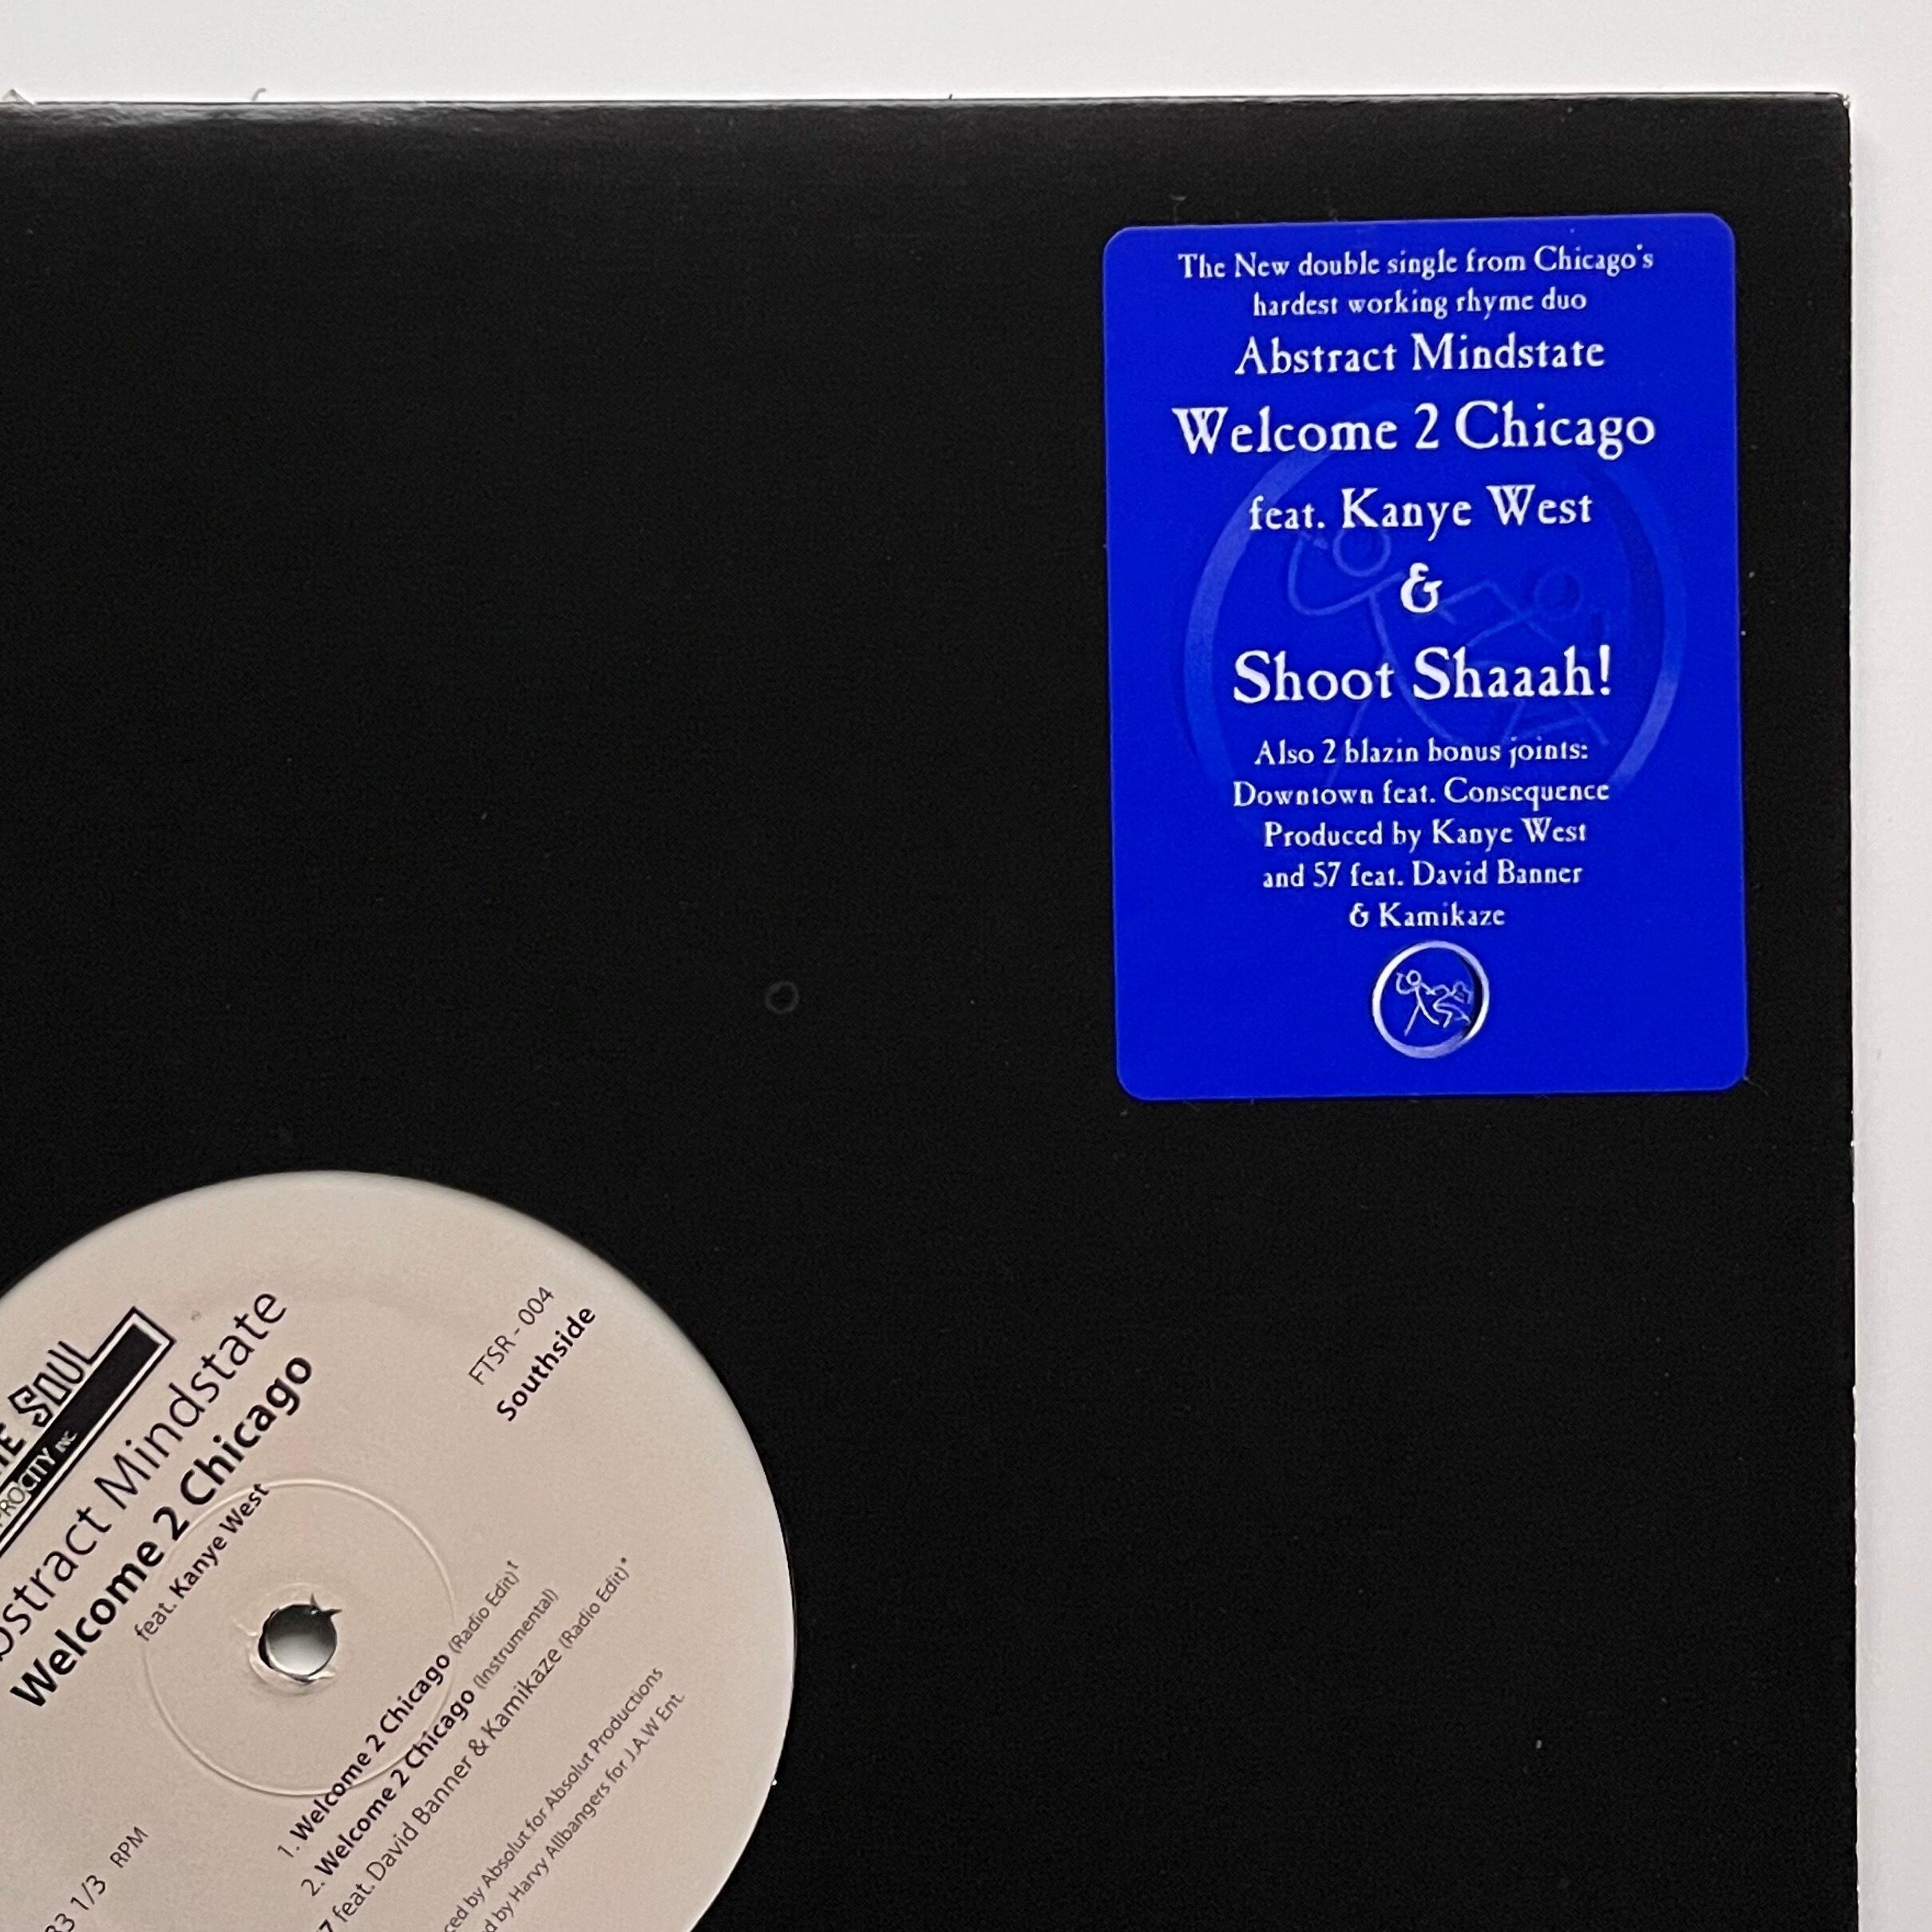 The New double single from Chicago's
hardest working rhyme duo
Abstract Mindstate
Welcome 2 Chicago
feat. Kanye West
&
Shoot Shaaah!
Also 2 blazin bonus joints:
Downtown feat. Consequence
Produced by Kanye West
and 57 feat. David Banner
& Kamikaze
SOUL
INC
Mindstate
Welcome 2 Chicago
feat. Kanye West
FTSR - 004
Southside
1. Welcome 2 Chicago (Radio Edit)†
2. Welcome 2 Chicago (Instrumental)
feat. David Banner & Kamikaze (Radio Edit)*
by Absolut for Absolut Productions
by Harvy Allbangers for J.A.W Ent.
1/3 RPM